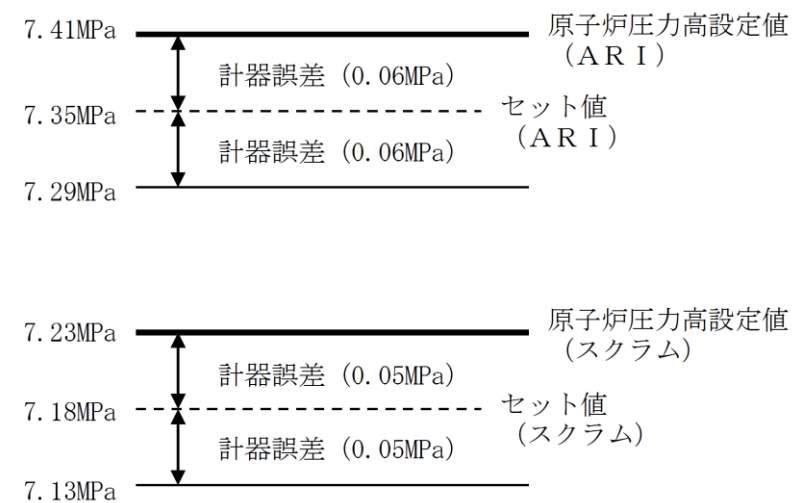 7.41MPa
原子炉圧力高設定値
(ARI)
計器誤差 (0.06MPa)
7.35MPa
セット値
(ARI)
計器誤差 (0.06MPa)
7.29MPa
7.23MPa
原子炉圧力高設定値
(スクラム)
計器誤差 (0.05MPa)
7.18MPa
セット値
(スクラム)
計器誤差 (0.05MPa)
7.13MPa